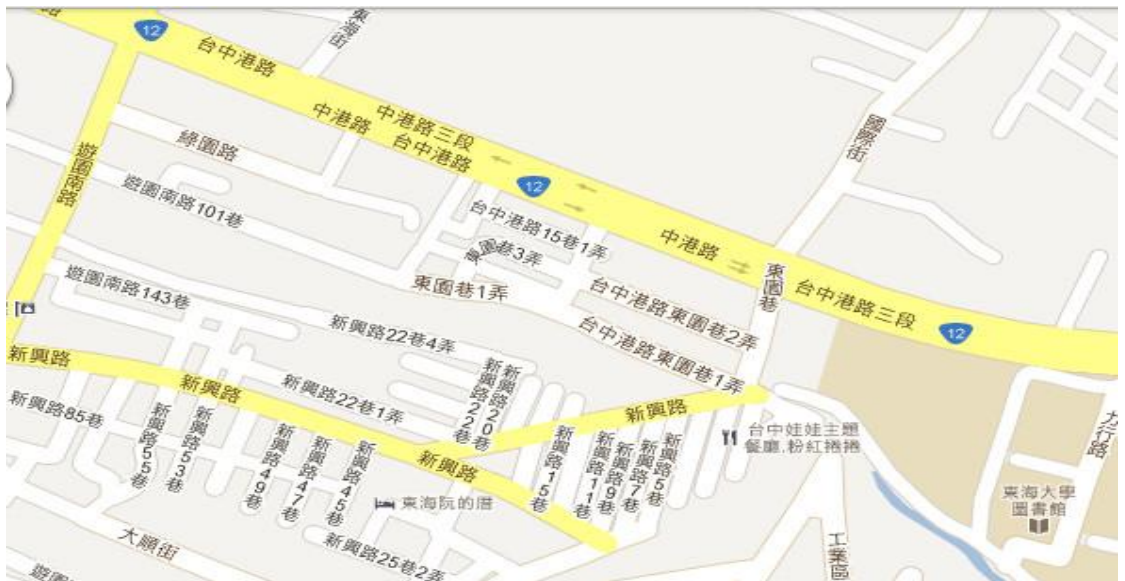 路
12
台中港路
東海街
中港路三段
中港路
台中港路
12
國際街
綠園路
遊園南路
遊園南路101巷
台中港路15巷1弄
東園巷3弄
中港路
東園巷
台中港路三段
12
遊園南路143巷
東園巷1弄
台中港路東園巷2弄
台中港路東園巷1弄
新興路22巷4弄
新興路
新興路
新興路22巷1弄
新興路22巷
新興路20巷
新興路
新興路85巷
新興路55巷
新興路53巷
新興路49巷
新興路47巷
新興路45巷
新興路
新興路15巷
新興路11巷
新興路9巷
新興路7巷
新興路5巷
台中娃娃主題
餐廳.粉紅捲捲
力行路
東海大學
圖書館
東海阮的厝
新興路25巷2弄
大順街
工業區
遊園